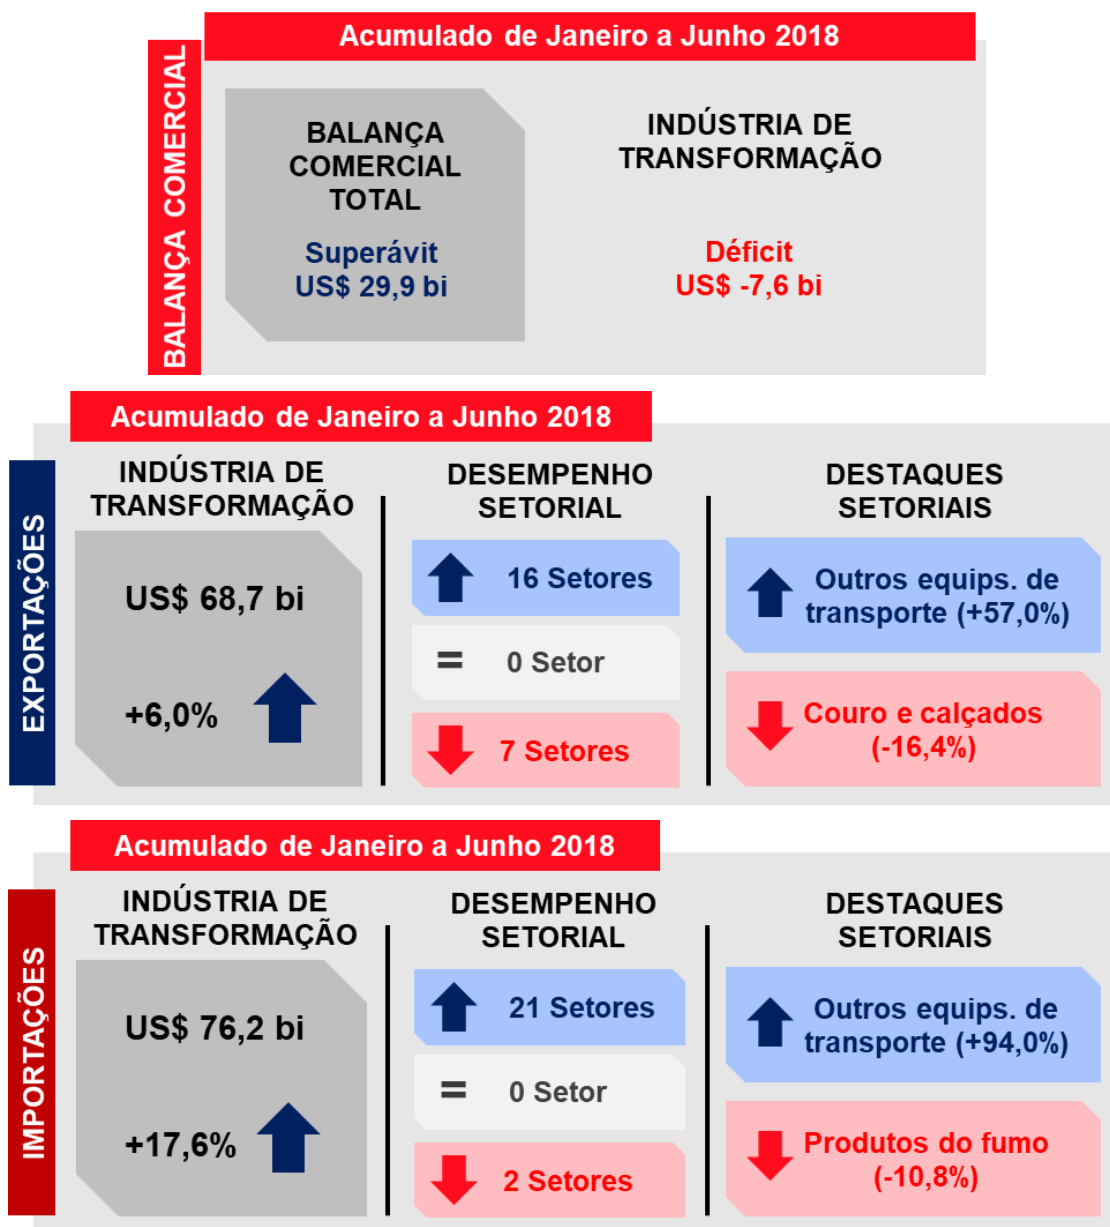 Acumulado de Janeiro a Junho 2018
BALANÇA COMERCIAL
BALANÇA
COMERCIAL
TOTAL
Superávit
US$ 29,9 bi
INDÚSTRIA DE
TRANSFORMAÇÃO
Déficit
US$ -7,6 bi
Acumulado de Janeiro a Junho 2018
EXPORTAÇÕES
INDÚSTRIA DE
TRANSFORMAÇÃO
US$ 68,7 bi
+6,0%
DESEMPENHO
SETORIAL
16 Setores
= 0 Setor
7 Setores
DESTAQUES
SETORIAIS
Outros equips. de
transporte (+57,0%)
Couro e calçados
(-16,4%)
Acumulado de Janeiro a Junho 2018
IMPORTAÇÕES
INDÚSTRIA DE
TRANSFORMAÇÃO
US$ 76,2 bi
+17,6%
DESEMPENHO
SETORIAL
21 Setores
= 0 Setor
2 Setores
DESTAQUES
SETORIAIS
Outros equips. de
transporte (+94,0%)
Produtos do fumo
(-10,8%)